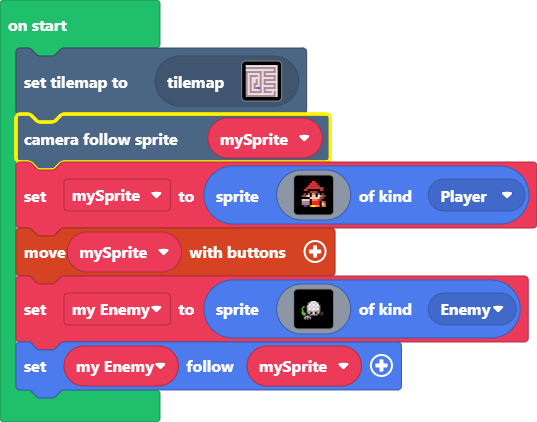 on start
set tilemap to tilemap
camera follow sprite mySprite
set mySprite to sprite of kind Player
move mySprite with buttons
set my Enemy to sprite of kind Enemy
set my Enemy follow mySprite